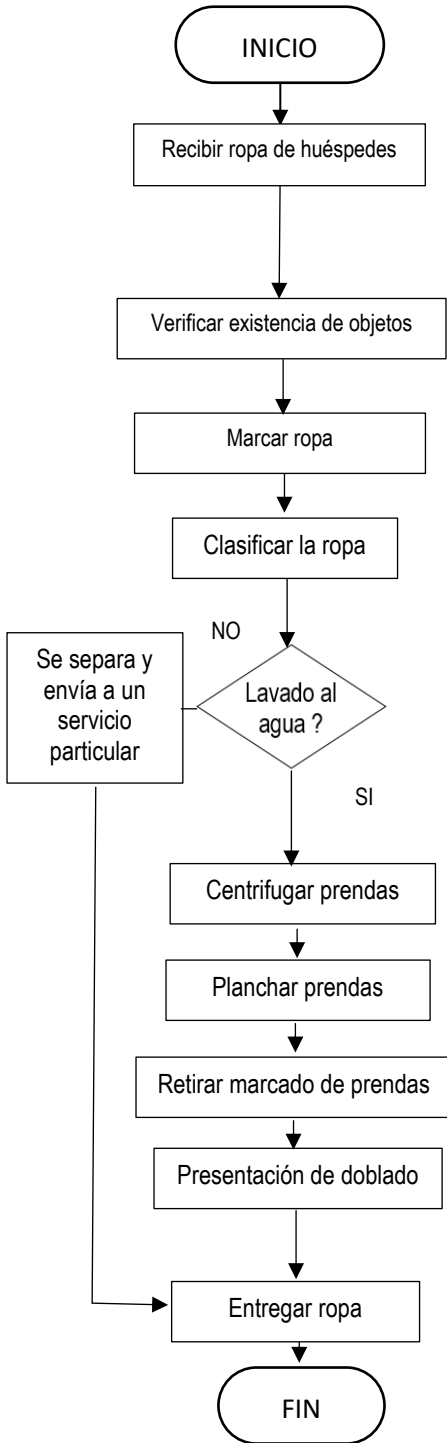 INICIO
Recibir ropa de huéspedes
Verificar existencia de objetos
Marcar ropa
Clasificar la ropa
NO
Se separa y
envía a un
servicio
particular
Lavado al
agua ?
SI
Centrifugar prendas
Planchar prendas
Retirar marcado de prendas
Presentación de doblado
Entregar ropa
FIN